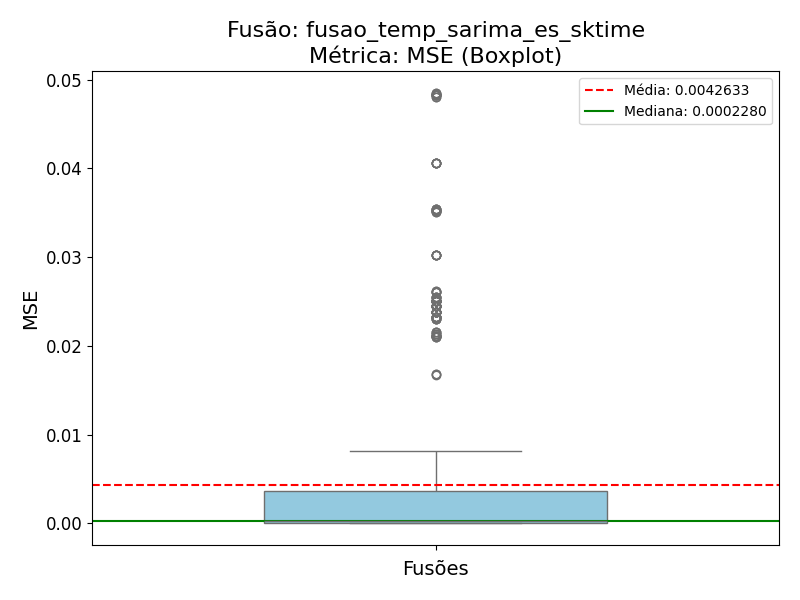 Fusão: fusao_temp_sarima_es_sktime
Métrica: MSE (Boxplot)
Média: 0.0042633
Mediana: 0.0002280
0.05
0.04
0.03
0.02
0.01
0.00
MSE
Fusões